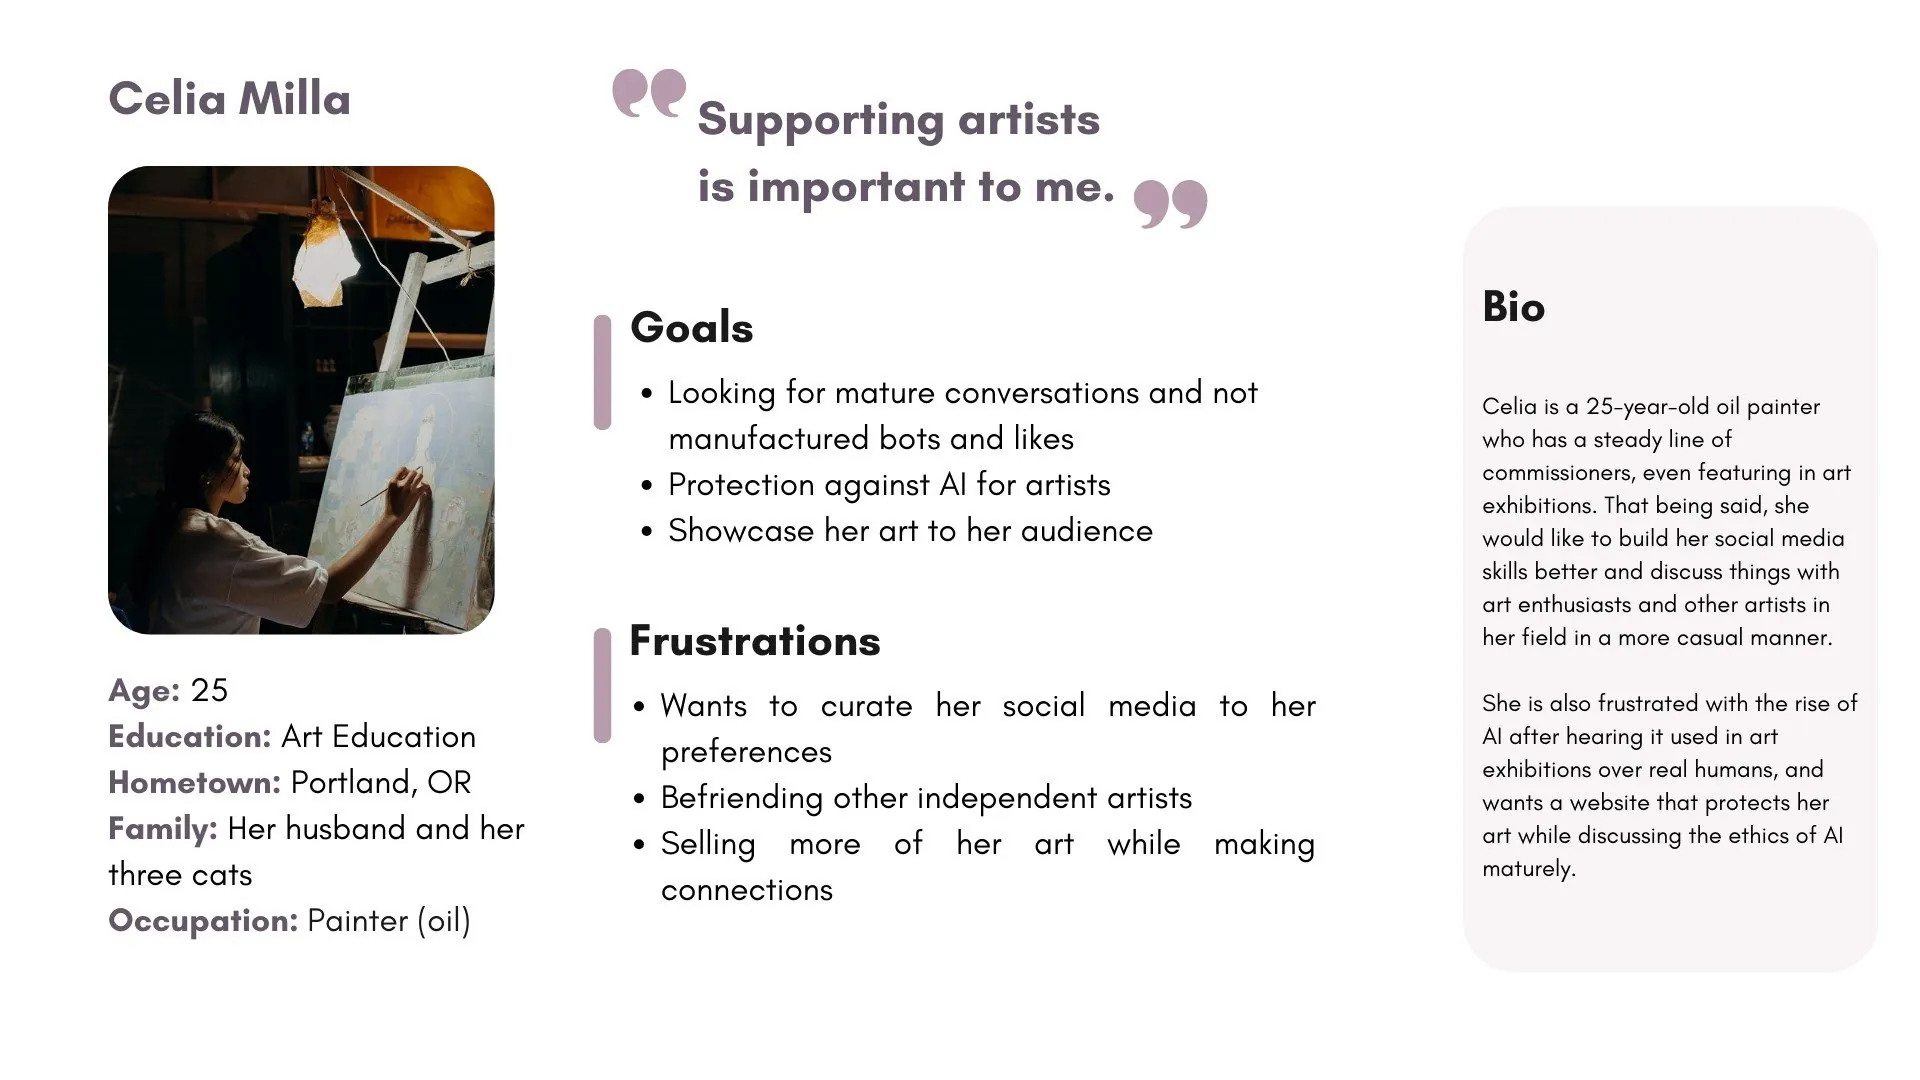 Celia Milla
Supporting artists
is important to me.
Age: 25
Education: Art Education
Hometown: Portland, OR
Family: Her husband and her
three cats
Occupation: Painter (oil)
Goals
• Looking for mature conversations and not
manufactured bots and likes
• Protection against AI for artists
• Showcase her art to her audience
Frustrations
• Wants to curate her social media to her
preferences
• Befriending other independent artists
• Selling more of her art while making
connections
Bio
Celia is a 25-year-old oil painter
who has a steady line of
commissioners, even featuring in art
exhibitions. That being said, she
would like to build her social media
skills better and discuss things with
art enthusiasts and other artists in
her field in a more casual manner.
She is also frustrated with the rise of
AI after hearing it used in art
exhibitions over real humans, and
wants a website that protects her
art while discussing the ethics of AI
maturely.